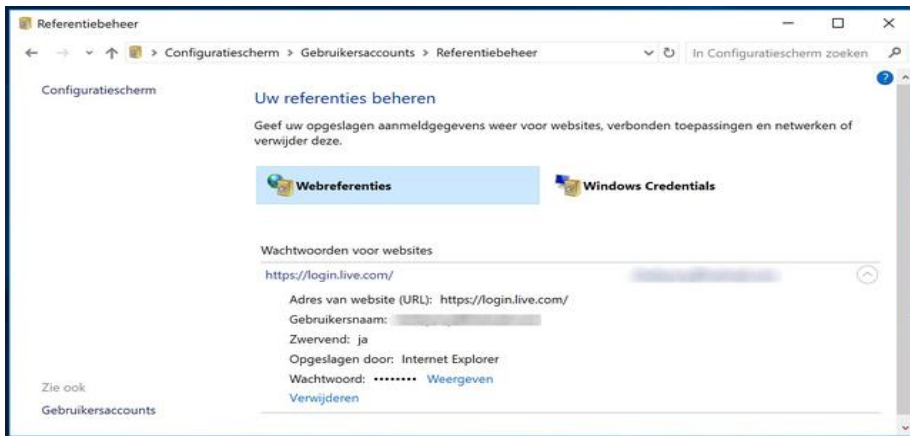 Referentiebeheer
Configuratiescherm > Gebruikersaccounts > Referentiebeheer
In Configuratiescherm zoeken
Configuratiescherm
Uw referenties beheren
Geef uw opgeslagen aanmeldgegevens weer voor websites, verbonden toepassingen en netwerken of
verwijder deze.
Webreferenties
Windows Credentials
Wachtwoorden voor websites
https://login.live.com/
Adres van website (URL): https://login.live.com/
Gebruikersnaam:
Zwervend: ja
Opgeslagen door: Internet Explorer
Wachtwoord: •••••••• Weergeven
Verwijderen
Zie ook
Gebruikersaccounts